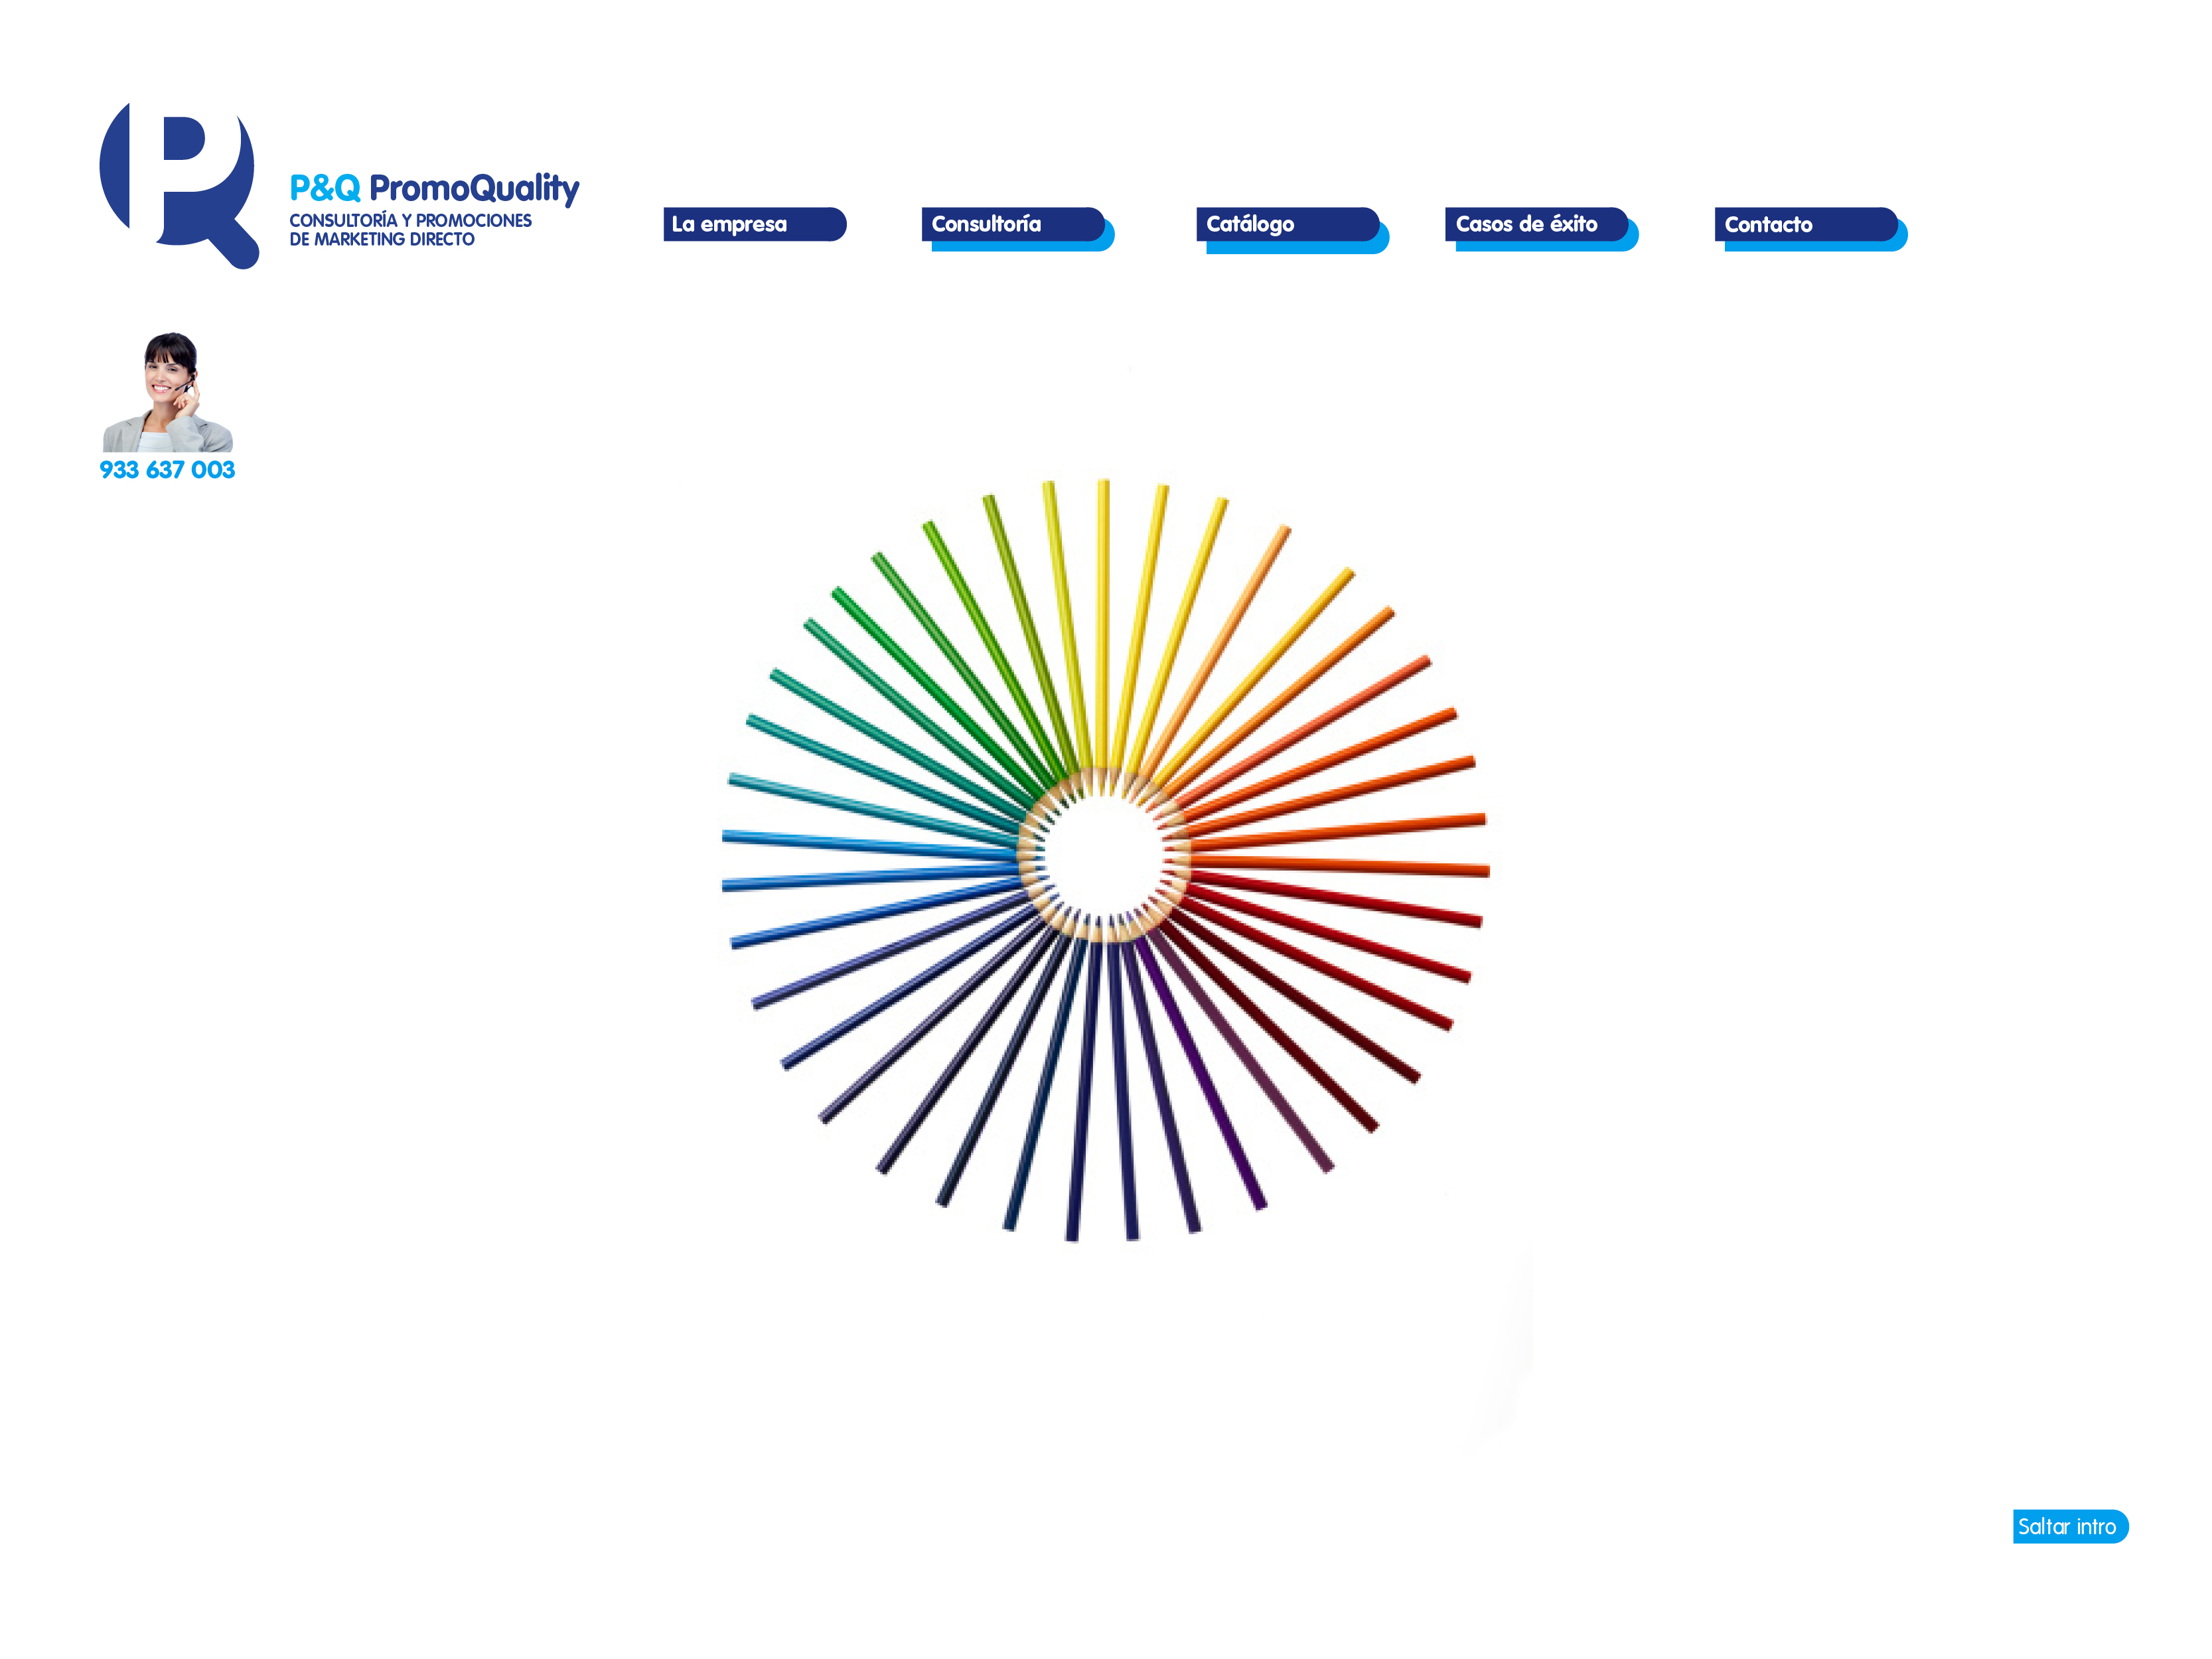 P&Q PromoQuality
CONSULTORÍA Y PROMOCIONES
DE MARKETING DIRECTO
La empresa
Consultoría
Catálogo
Casos de éxito
Contacto
933 637 003
Saltar intro